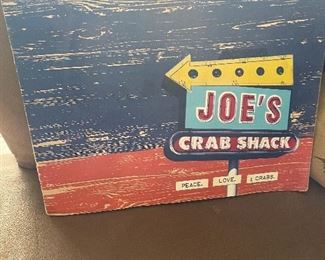 JOE'S
CRAB SHACK
PEACE. LOVE. & CRABS.